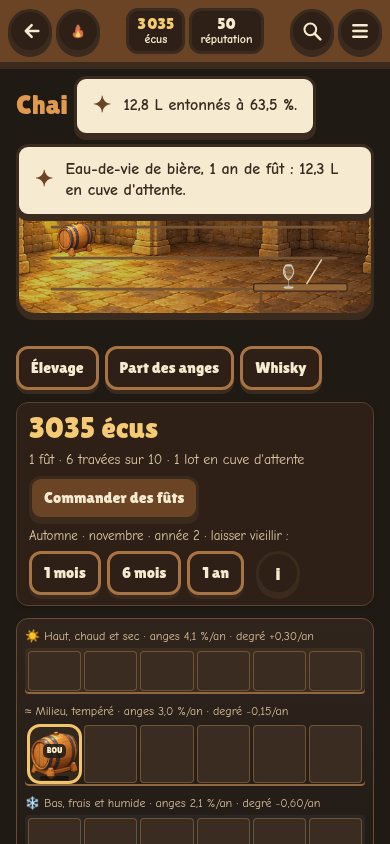 3035
écus
50
réputation
Chai
12,8 L entonnés à 63,5 %.
Eau-de-vie de bière, 1 an de fût : 12,3 L
en cuve d'attente.
Élevage
Part des anges
Whisky
3035 écus
1 fût · 6 travées sur 10 · 1 lot en cuve d'attente
Commander des fûts
Automne · novembre · année 2 · laisser vieillir :
1 mois
6 mois
1 an
i
Haut, chaud et sec · anges 4,1 %/an · degré +0,30/an
≈ Milieu, tempéré · anges 3,0 %/an · degré -0,15/an
BOU
Bas, frais et humide · anges 2,1 %/an · degré -0,60/an